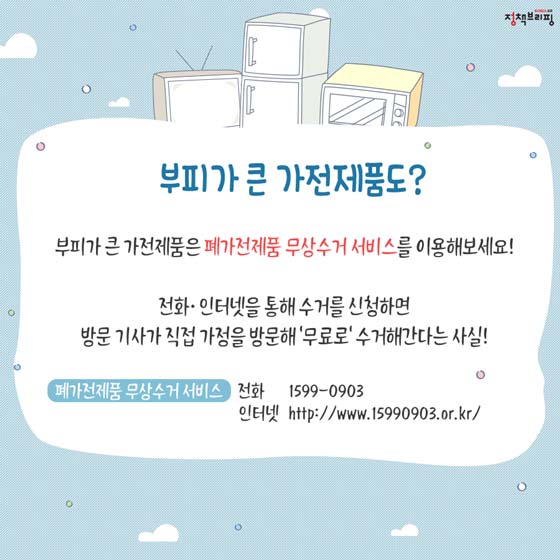 정책브리핑
부피가 큰 가전제품도?
부피가 큰 가전제품은 폐가전제품 무상수거 서비스를 이용해보세요!
전화·인터넷을 통해 수거를 신청하면
방문 기사가 직접 가정을 방문해 '무료로' 수거해간다는 사실!
폐가전제품 무상수거 서비스 전화 1599-0903
인터넷 http://www.15990903.or.kr/